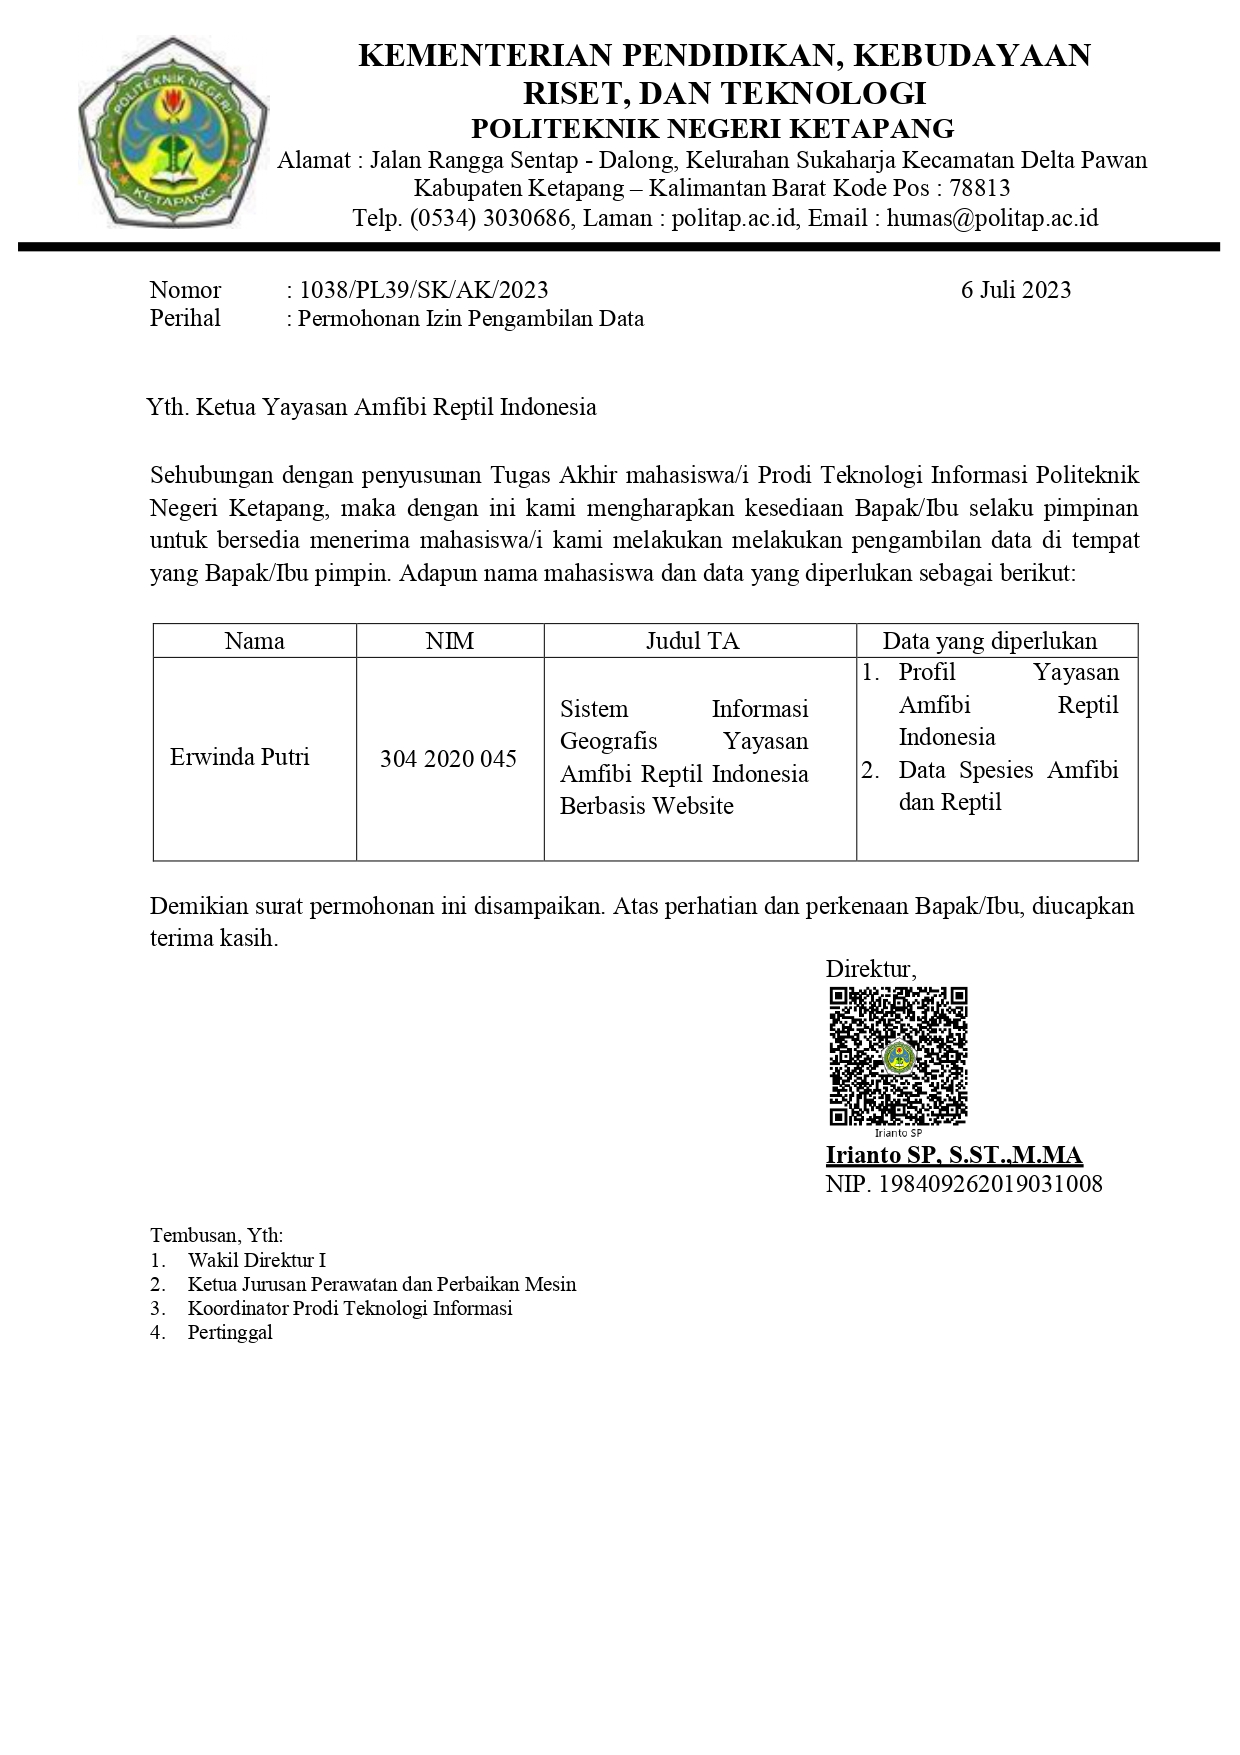 POLITEKNIK NEGERI
KETAPANG
KEMENTERIAN PENDIDIKAN, KEBUDAYAAN
RISET, DAN TEKNOLOGI
POLITEKNIK NEGERI KETAPANG
Alamat : Jalan Rangga Sentap - Dalong, Kelurahan Sukaharja Kecamatan Delta Pawan
Kabupaten Ketapang – Kalimantan Barat Kode Pos : 78813
Telp. (0534) 3030686, Laman : politap.ac.id, Email : humas@politap.ac.id
Nomor : 1038/PL39/SK/AK/2023 6 Juli 2023
Perihal : Permohonan Izin Pengambilan Data
Yth. Ketua Yayasan Amfibi Reptil Indonesia
Sehubungan dengan penyusunan Tugas Akhir mahasiswa/i Prodi Teknologi Informasi Politeknik
Negeri Ketapang, maka dengan ini kami mengharapkan kesediaan Bapak/Ibu selaku pimpinan
untuk bersedia menerima mahasiswa/i kami melakukan melakukan pengambilan data di tempat
yang Bapak/Ibu pimpin. Adapun nama mahasiswa dan data yang diperlukan sebagai berikut:
Nama NIM Judul TA Data yang diperlukan
Erwinda Putri
304 2020 045
Sistem Informasi
Geografis Yayasan
Amfibi Reptil Indonesia
Berbasis Website
1. Profil Yayasan
Amfibi Reptil
Indonesia
2. Data Spesies Amfibi
dan Reptil
Demikian surat permohonan ini disampaikan. Atas perhatian dan perkenaan Bapak/Ibu, diucapkan
terima kasih.
Direktur,
Irianto SP
Irianto SP, S.ST.,M.MA
NIP. 198409262019031008
Tembusan, Yth:
1. Wakil Direktur I
2. Ketua Jurusan Perawatan dan Perbaikan Mesin
3. Koordinator Prodi Teknologi Informasi
4. Pertinggal